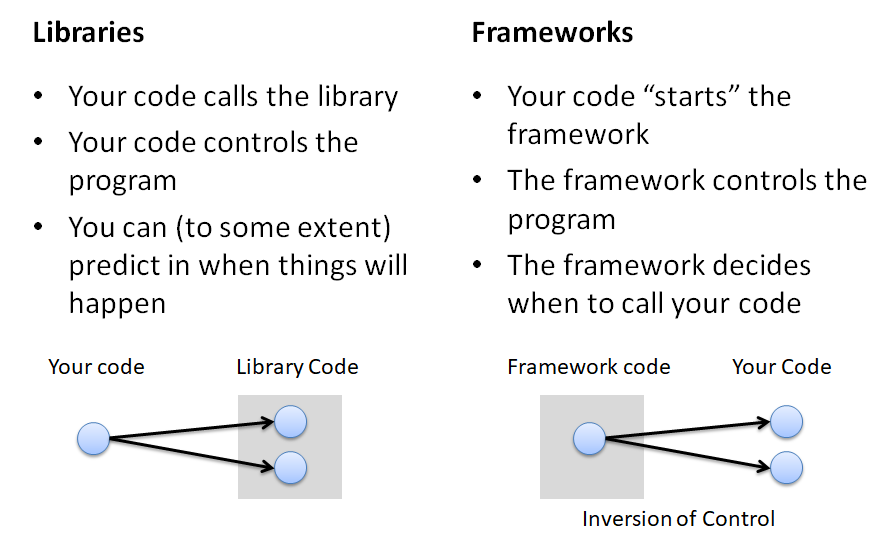 Libraries
• Your code calls the library
• Your code controls the
program
• You can (to some extent)
predict in when things will
happen
Your code
Library Code
Frameworks
• Your code “starts” the
framework
• The framework controls the
program
• The framework decides
when to call your code
Framework code
Your Code
Inversion of Control